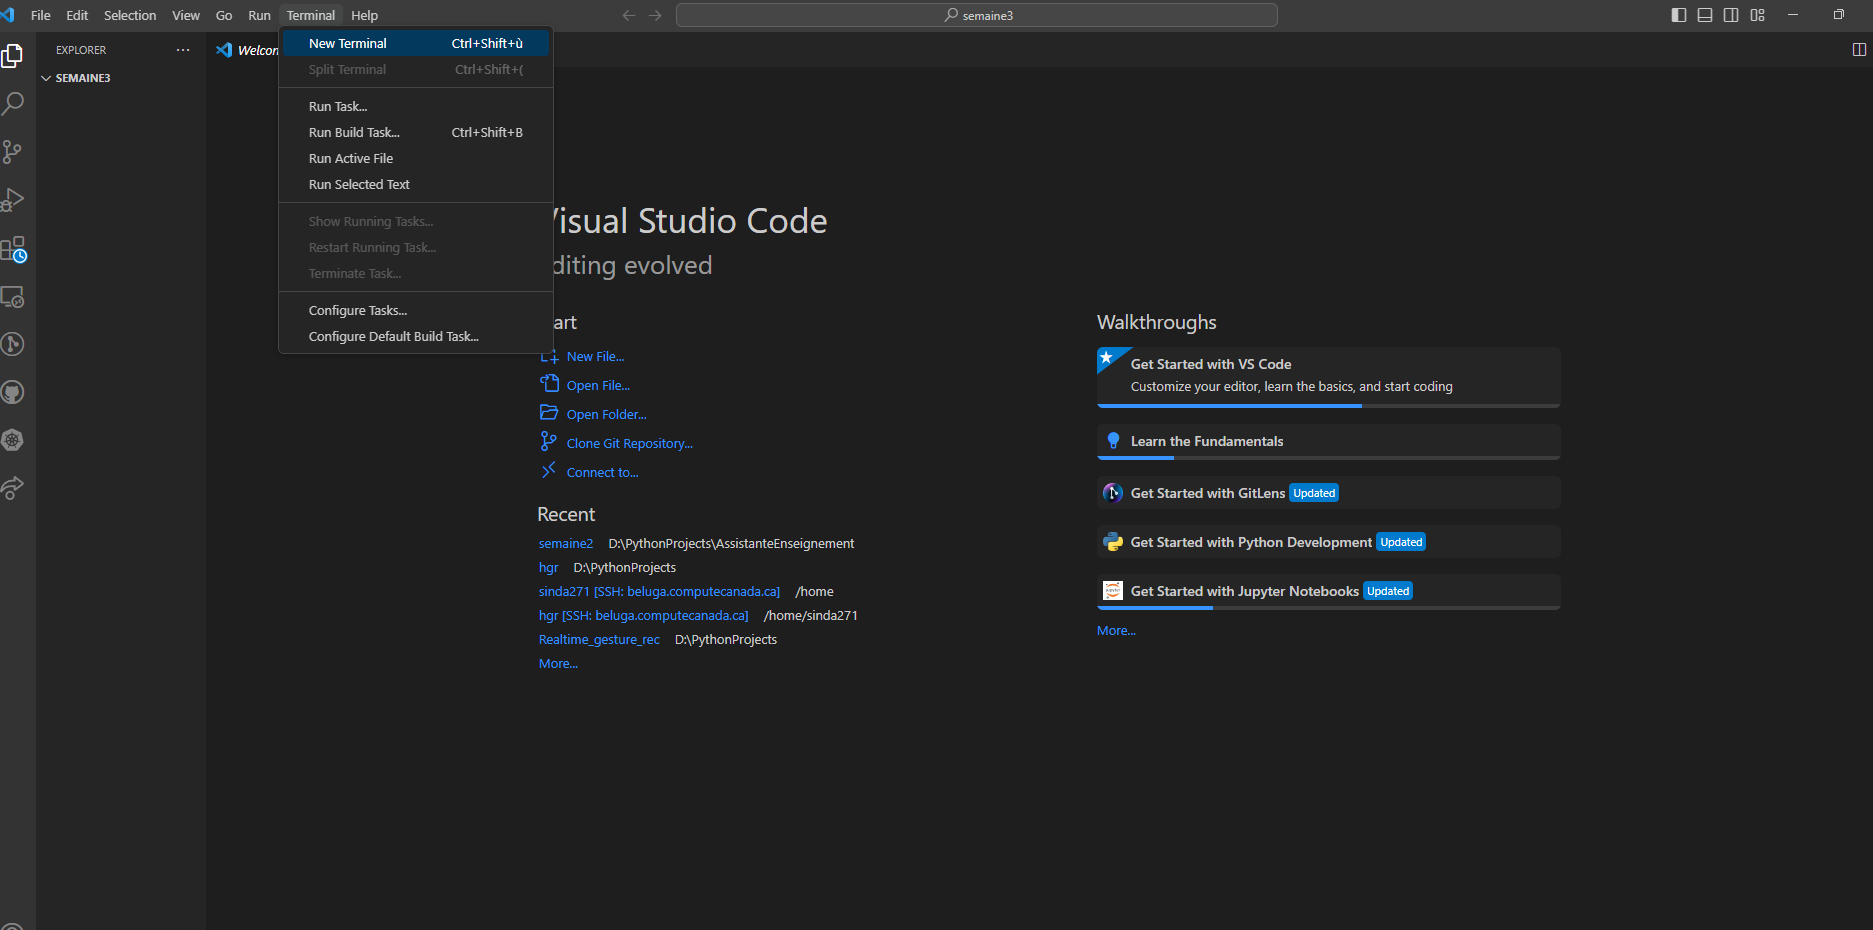 File Edit Selection View Go Run Terminal Help
semaine3
EXPLORER
SEMAINE3
Welcom
New Terminal Ctrl+Shift+ù
Split Terminal Ctrl+Shift+(
Run Task...
Run Build Task... Ctrl+Shift+B
Run Active File
Run Selected Text
Show Running Tasks...
Restart Running Task...
Terminate Task...
Configure Tasks...
Configure Default Build Task...
Visual Studio Code
diting evolved
art
New File...
Open File...
Open Folder...
Clone Git Repository...
Connect to...
Recent
semaine2 D:\PythonProjects\AssistanteEnseignement
hgr D:\PythonProjects
sinda271 [SSH: beluga.computecanada.ca] /home
hgr [SSH: beluga.computecanada.ca] /home/sinda271
Realtime_gesture_rec D:\PythonProjects
More...
Walkthroughs
Get Started with VS Code
Customize your editor, learn the basics, and start coding
Learn the Fundamentals
Get Started with GitLens Updated
Get Started with Python Development Updated
Get Started with Jupyter Notebooks Updated
More...